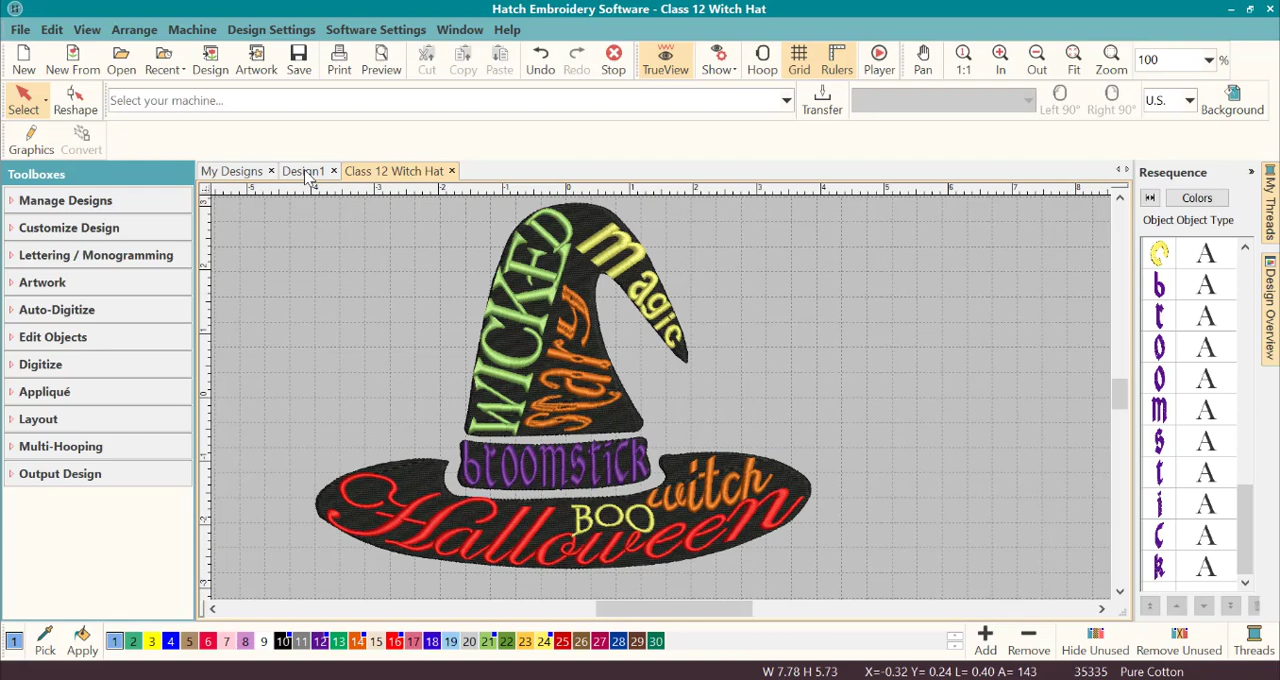 Hatch Embroidery Software - Class 12 Witch Hat
File Edit View Arrange Machine Design Settings Software Settings Window Help
New New From Open Recent Design Artwork Save Print Preview Cut Copy Paste Undo Redo Stop TrueView Show Hoop Grid Rulers Player Pan 1:1 In Out Fit Zoom 100 %
Select Reshape Select your machine... Transfer Left 90° Right 90° U.S. Background
Graphics Convert
Toolboxes
Manage Designs
Customize Design
Lettering / Monogramming
Artwork
Auto-Digitize
Edit Objects
Digitize
Appliqué
Layout
Multi-Hooping
Output Design
My Designs Design1 Class 12 Witch Hat
WICKED
magic
scary
broomstick
witch
BOO
Halloween
Resequence
Colors
Object Object Type
c A
b A
r A
o A
o A
m A
s A
t A
i A
c A
k A
My Threads
Design Overview
1 Pick Apply 1 2 3 4 5 6 7 8 9 10 11 12 13 14 15 16 17 18 19 20 21 22 23 24 25 26 27 28 29 30 Add Remove Hide Unused Remove Unused Threads
W 7.78 H 5.73 X=-0.32 Y= 0.24 L= 0.40 A= 143 35335 Pure Cotton